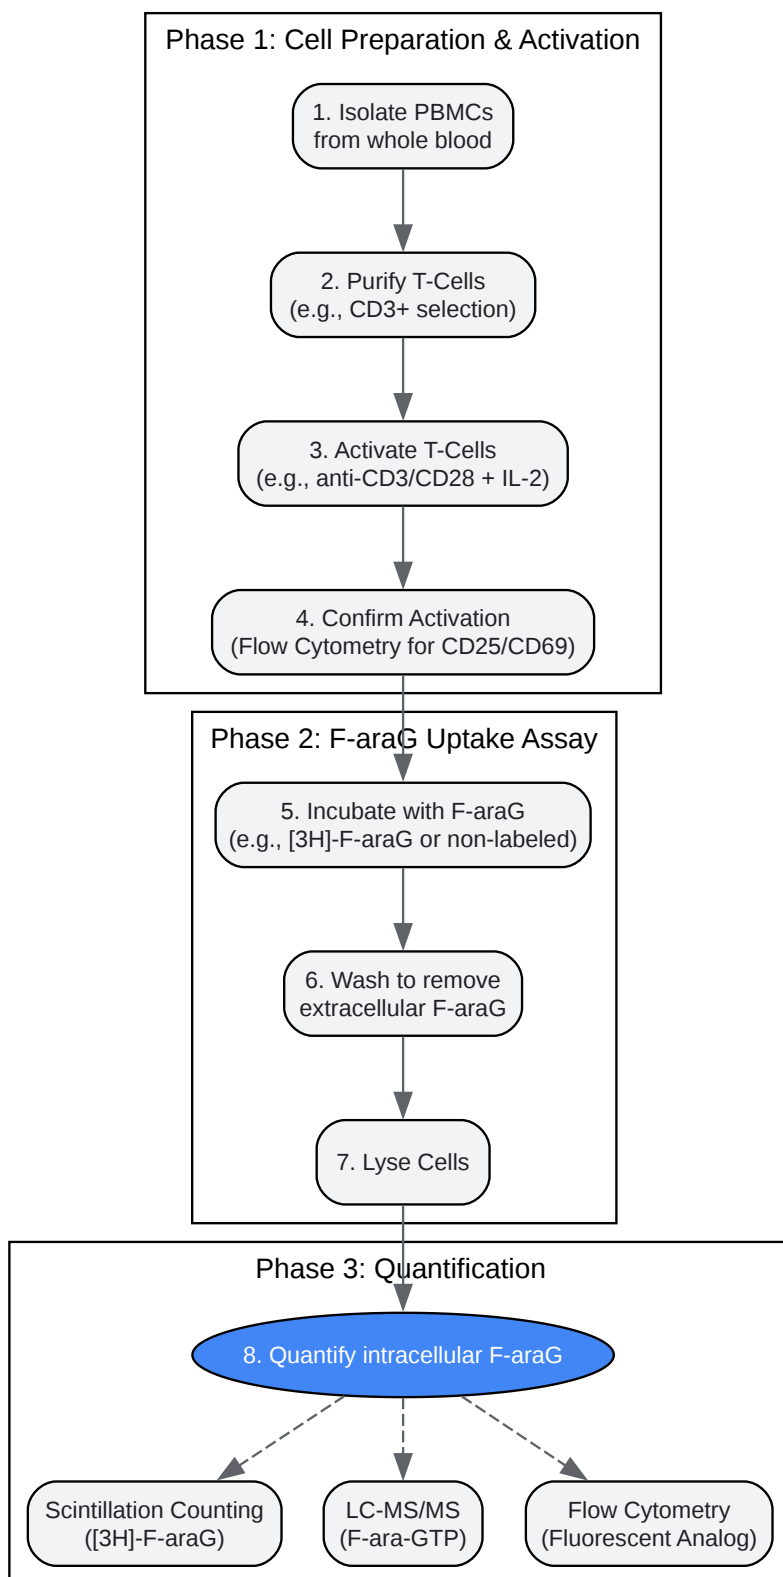 Phase 1: Cell Preparation & Activation
1. Isolate PBMCs
from whole blood
2. Purify T-Cells
(e.g., CD3+ selection)
3. Activate T-Cells
(e.g., anti-CD3/CD28 + IL-2)
4. Confirm Activation
(Flow Cytometry for CD25/CD69)
Phase 2: F-araG Uptake Assay
5. Incubate with F-araG
(e.g., [3H]-F-araG or non-labeled)
6. Wash to remove
extracellular F-araG
7. Lyse Cells
Phase 3: Quantification
8. Quantify intracellular F-araG
Scintillation Counting
([3H]-F-araG)
LC-MS/MS
(F-ara-GTP)
Flow Cytometry
(Fluorescent Analog)